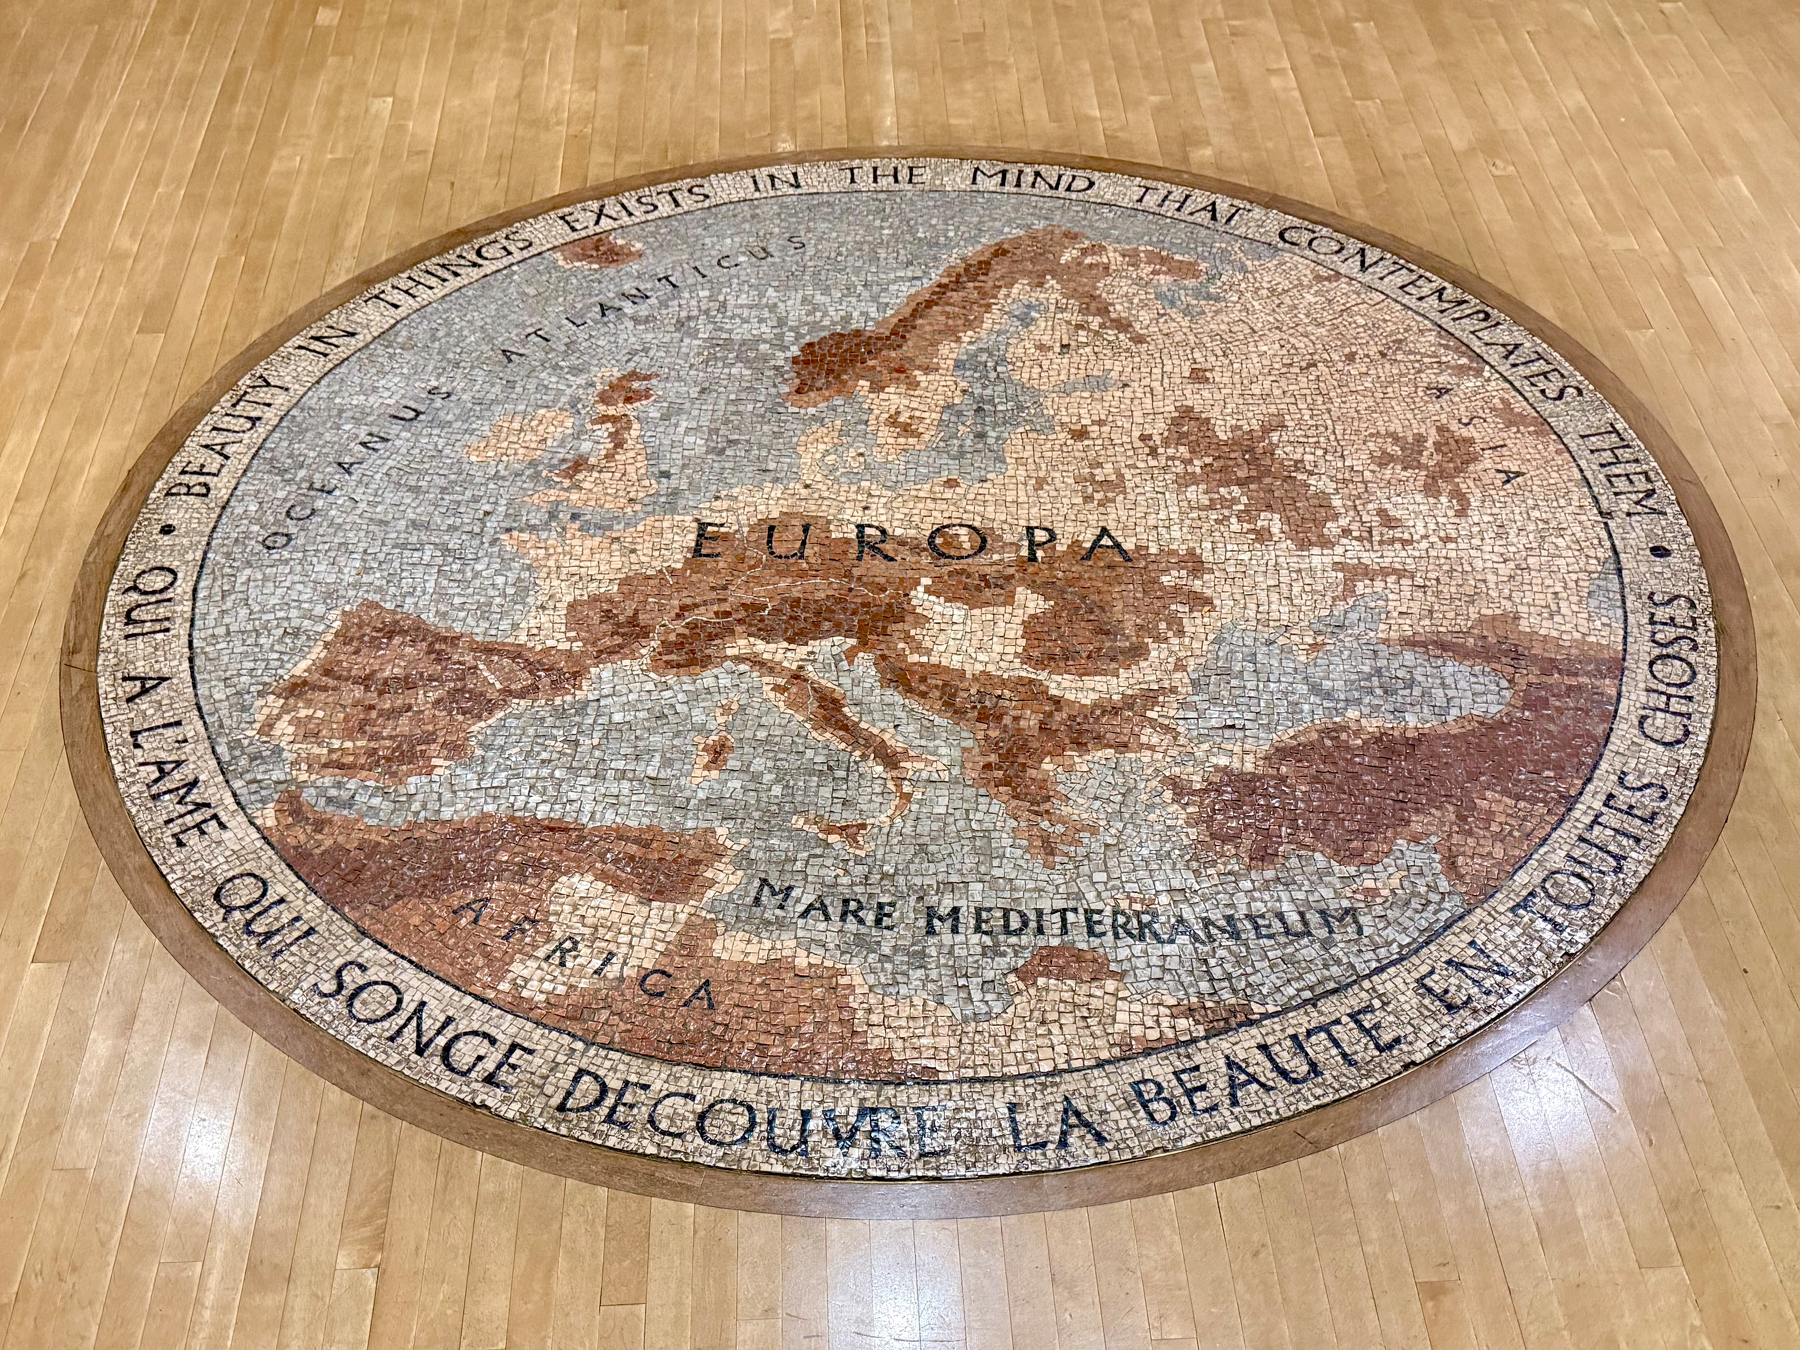 BEAUTY IN THINGS EXISTS IN THE MIND THAT CONTEMPLATES THEM •
QUI A L'AME QUI SONGE DECOUVRE LA BEAUTE EN TOUTES CHOSES •
OCEANUS ATLANTICUS
ASIA
EUROPA
MARE MEDITERRANEUM
AFRICA